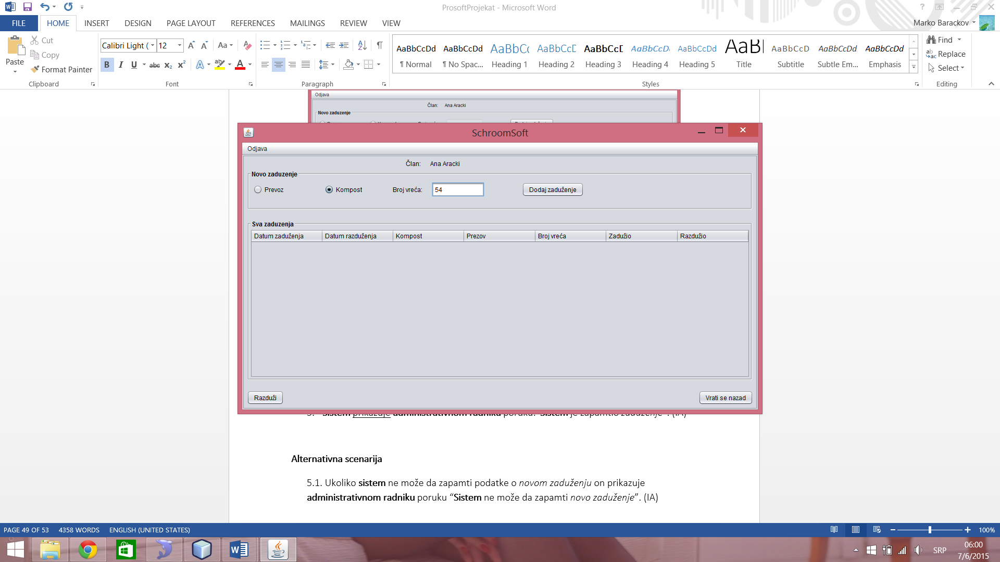 ProsoftProjekat - Microsoft Word
FILE HOME INSERT DESIGN PAGE LAYOUT REFERENCES MAILINGS REVIEW VIEW Marko Barackov
Paste Cut Copy Format Painter
Clipboard
Calibri Light ( 12
Font
Paragraph
AaBbCcDd AaBbCcDd AaBbCc AaBbCcD AaBbCcD AaBbCcD AaBbCcDd AaB AaBbCcD AaBbCcDd AaBbCcDd
¶ Normal ¶ No Spac... Heading 1 Heading 2 Heading 3 Heading 4 Heading 5 Title Subtitle Subtle Em... Emphasis
Styles
Find
Replace
Select
Editing
Odjava
Član: Ana Aracki
Novo zaduzenje
SchroomSoft
Odjava
Član: Ana Aracki
Novo zaduzenje
Prevoz Kompost Broj vreća: 54 Dodaj zaduženje
Sva zaduzenja
Datum zaduženja Datum razduženja Kompost Prezov Broj vreća Zadužio Razdužio
Razduži Vrati se nazad
Sistem prikazuje administrativnom radniku poruku: Sistem je zapamtio zaduženje". (IA)
Alternativna scenarija
5.1. Ukoliko sistem ne može da zapamti podatke o novom zaduženju on prikazuje
administrativnom radniku poruku “Sistem ne može da zapamti novo zaduženje”. (IA)
PAGE 49 OF 53 4358 WORDS ENGLISH (UNITED STATES) 100%
SRP 06:00
7/6/2015